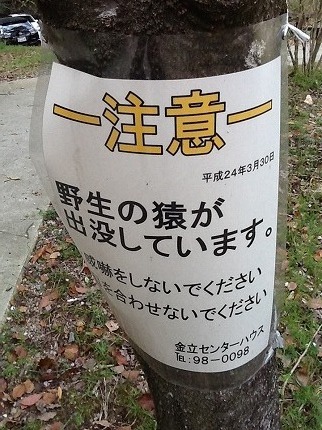 ー注意ー
平成24年3月30日
野生の猿が
出没しています。
威嚇をしないでください
を合わせないでください
金立センターハウス
℡:98-0098